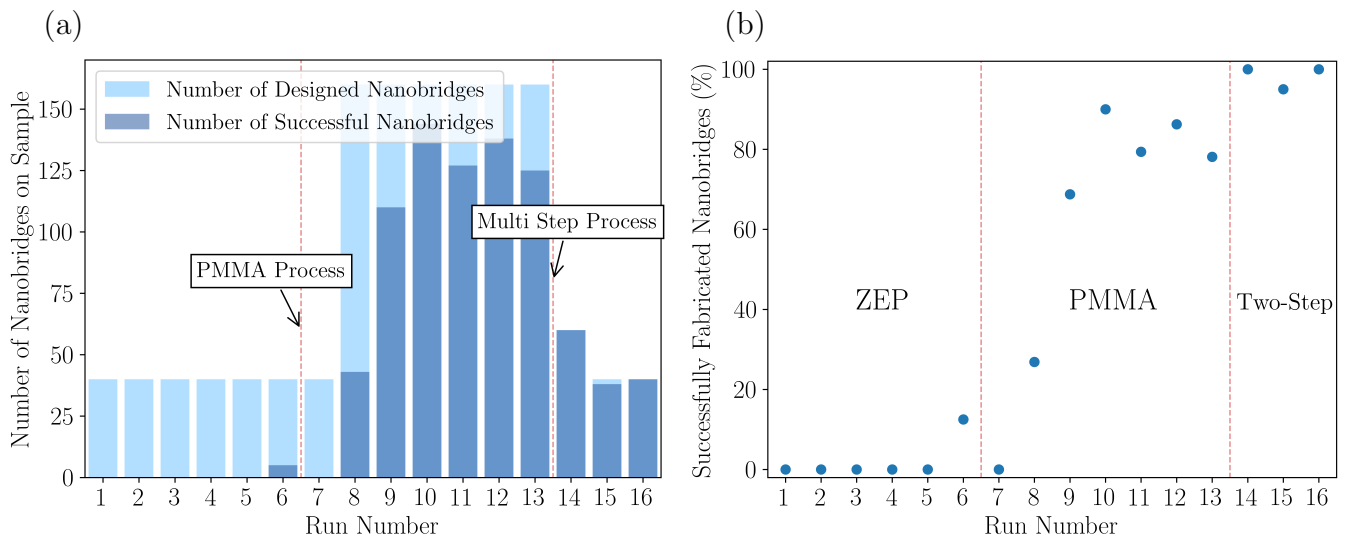 (a)
Number of Designed Nanobridges
Number of Successful Nanobridges
PMMA Process
Multi Step Process
Number of Nanobridges on Sample
150
125
100
75
50
25
0
1 2 3 4 5 6 7 8 9 10 11 12 13 14 15 16
Run Number
(b)
Successfully Fabricated Nanobridges (%)
100
80
60
40
20
0
ZEP
PMMA
Two-Step
1 2 3 4 5 6 7 8 9 10 11 12 13 14 15 16
Run Number